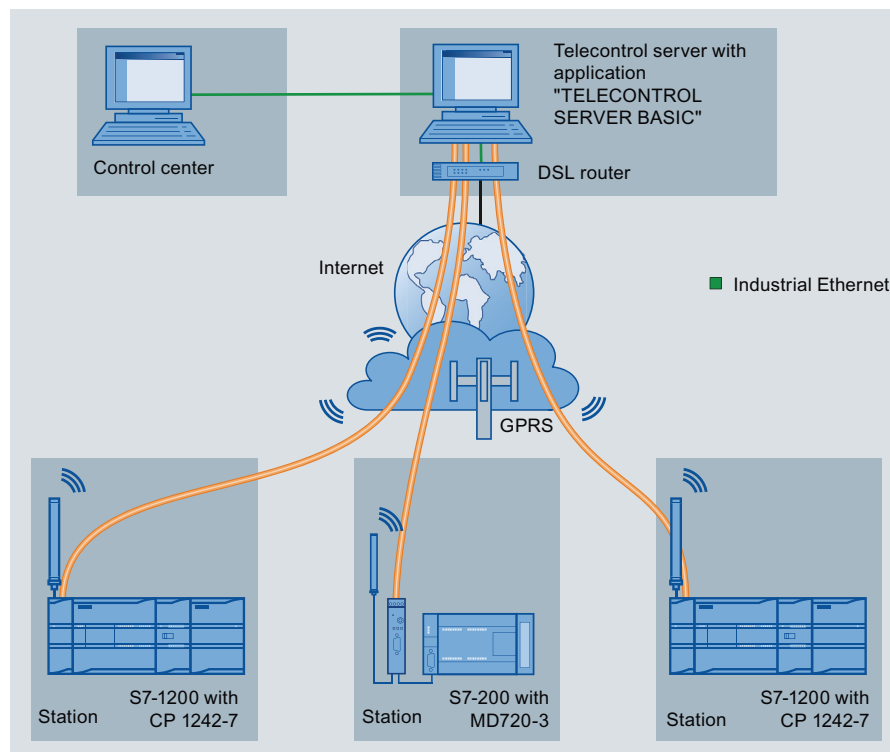 Telecontrol server with
application
"TELECONTROL
SERVER BASIC"
Control center
DSL router
Internet
Industrial Ethernet
GPRS
Station
S7-1200 with
CP 1242-7
Station
S7-200 with
MD720-3
Station
S7-1200 with
CP 1242-7